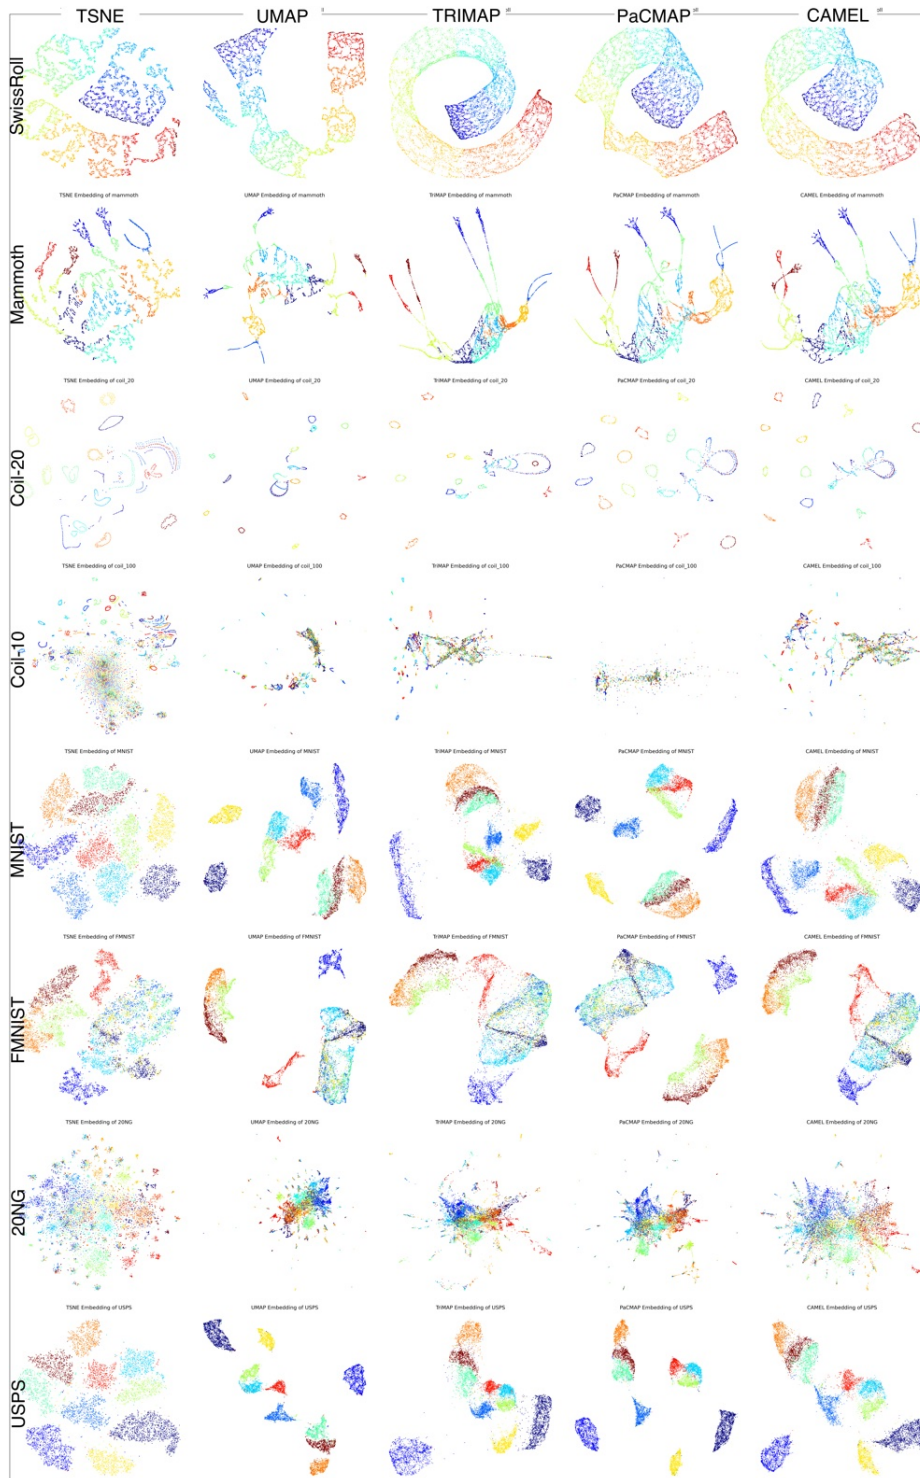 TSNE UMAP TRIMAP PaCMAP CAMEL
SwissRoll
TSNE Embedding of mammoth UMAP Embedding of mammoth TriMAP Embedding of mammoth PaCMAP Embedding of mammoth CAMEL Embedding of mammoth
Mammoth
TSNE Embedding of coil_20 UMAP Embedding of coil_20 TriMAP Embedding of coil_20 PaCMAP Embedding of coil_20 CAMEL Embedding of coil_20
Coil-20
TSNE Embedding of coil_100 UMAP Embedding of coil_100 TriMAP Embedding of coil_100 PaCMAP Embedding of coil_100 CAMEL Embedding of coil_100
Coil-10
TSNE Embedding of MNIST UMAP Embedding of MNIST TriMAP Embedding of MNIST PaCMAP Embedding of MNIST CAMEL Embedding of MNIST
MNIST
TSNE Embedding of FMNIST UMAP Embedding of FMNIST TriMAP Embedding of FMNIST PaCMAP Embedding of FMNIST CAMEL Embedding of FMNIST
FMNIST
TSNE Embedding of 20NG UMAP Embedding of 20NG TriMAP Embedding of 20NG PaCMAP Embedding of 20NG CAMEL Embedding of 20NG
20NG
TSNE Embedding of USPS UMAP Embedding of USPS TriMAP Embedding of USPS PaCMAP Embedding of USPS CAMEL Embedding of USPS
USPS